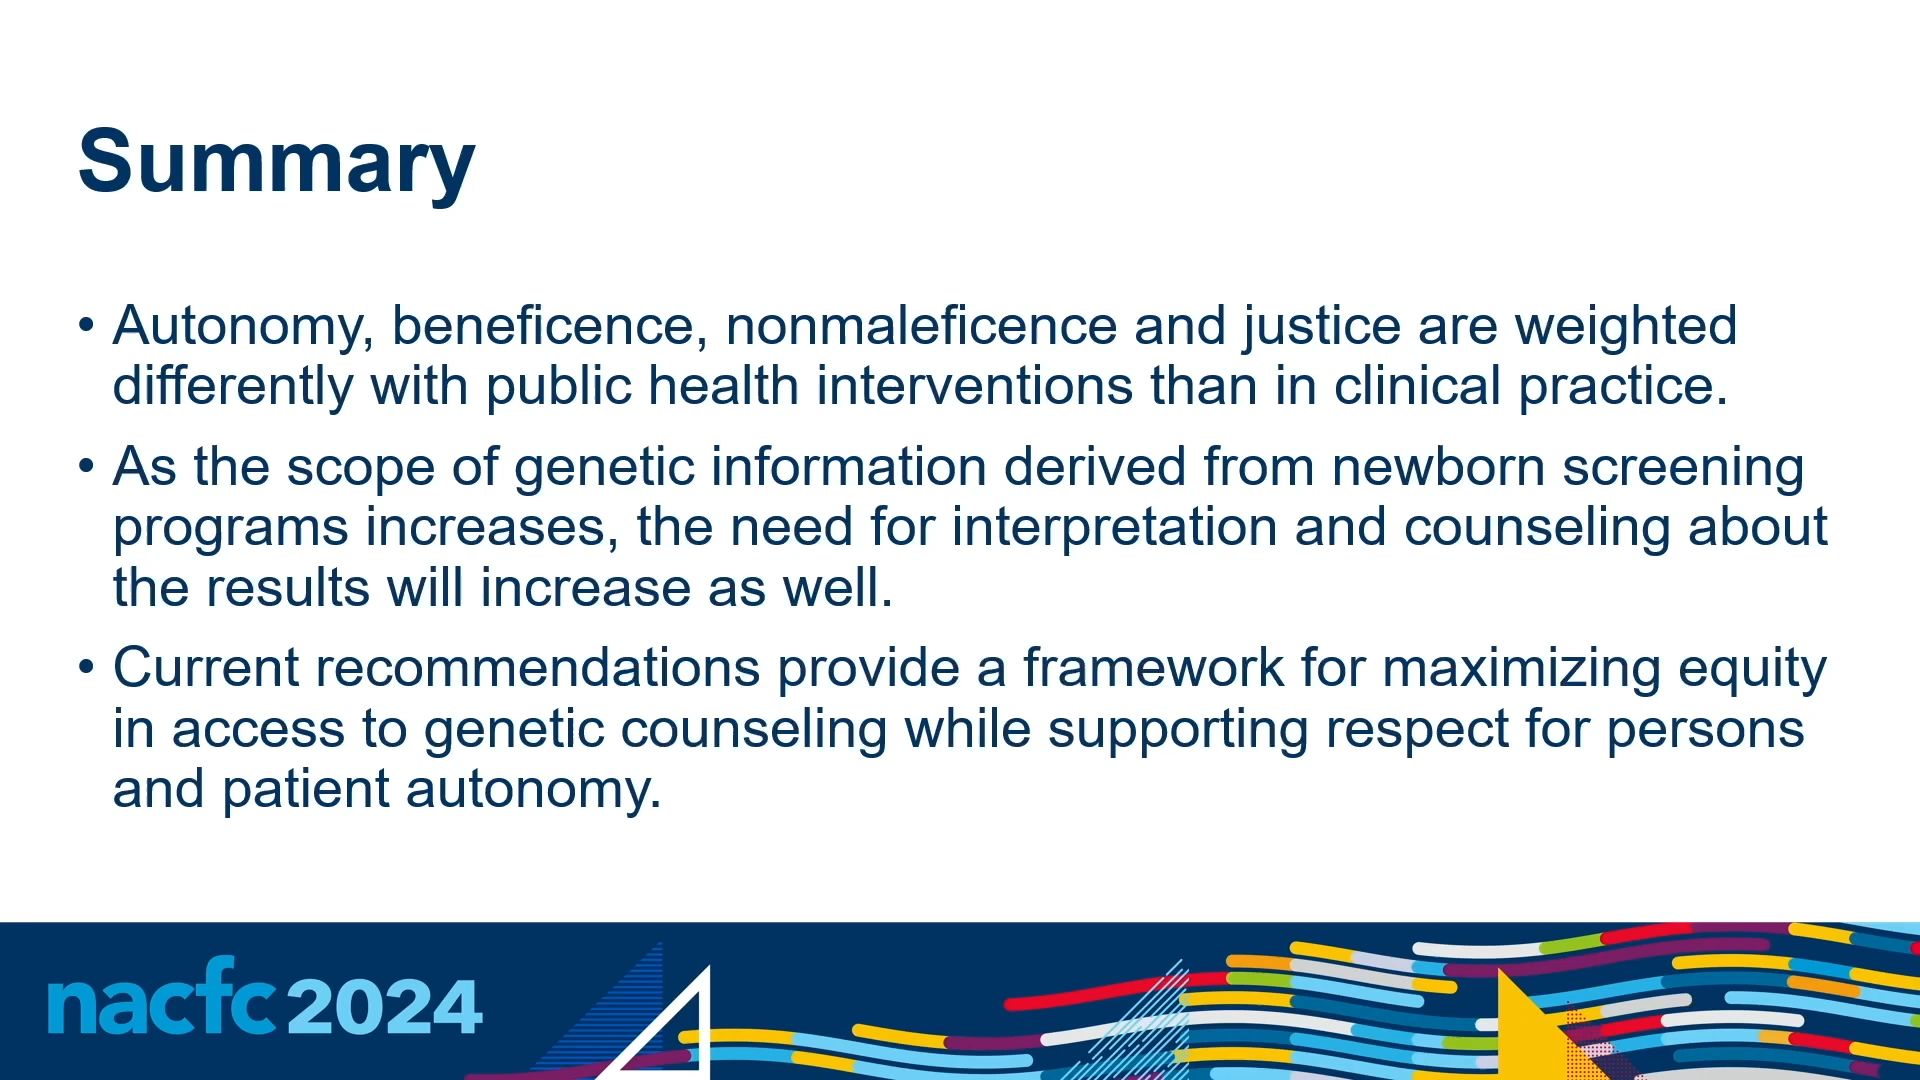 Summary
• Autonomy, beneficence, nonmaleficence and justice are weighted
differently with public health interventions than in clinical practice.
• As the scope of genetic information derived from newborn screening
programs increases, the need for interpretation and counseling about
the results will increase as well.
• Current recommendations provide a framework for maximizing equity
in access to genetic counseling while supporting respect for persons
and patient autonomy.
nacfc 2024